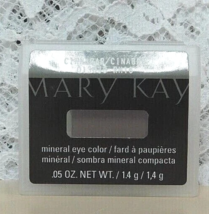 MARY KAY
mineral eye color / fard à paupières
minéral / sombra mineral compacta
.05 OZ. NET WT. / 1.4 g / 1,4 g